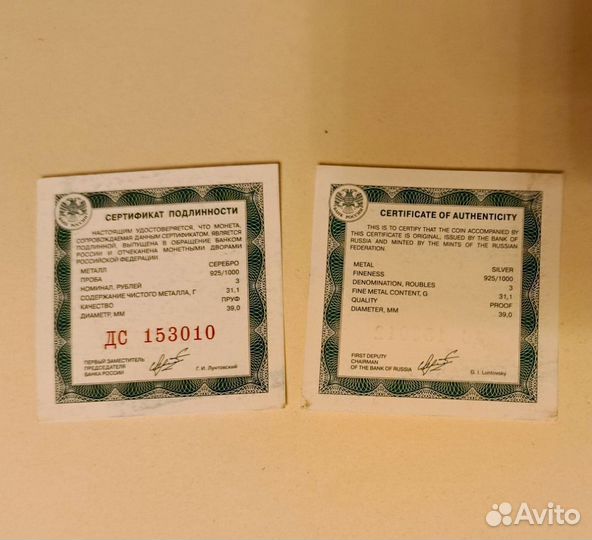 СЕРТИФИКАТ ПОДЛИННОСТИ
НАСТОЯЩИМ УДОСТОВЕРЯЕТСЯ, ЧТО МОНЕТА,
СОПРОВОЖДАЕМАЯ ДАННЫМ СЕРТИФИКАТОМ, ЯВЛЯЕТСЯ
ПОДЛИННОЙ, ВЫПУЩЕНА В ОБРАЩЕНИЕ БАНКОМ
РОССИИ И ОТЧЕКАНЕНА МОНЕТНЫМИ ДВОРАМИ
РОССИЙСКОЙ ФЕДЕРАЦИИ.
МЕТАЛЛ СЕРЕБРО
ПРОБА 925/1000
НОМИНАЛ, РУБЛЕЙ 3
СОДЕРЖАНИЕ ЧИСТОГО МЕТАЛЛА, Г 31,1
КАЧЕСТВО ПРУФ
ДИАМЕТР, ММ 39,0
ДС 153010
ПЕРВЫЙ ЗАМЕСТИТЕЛЬ
ПРЕДСЕДАТЕЛЯ
БАНКА РОССИИ
Г. И. Лунтовский
CERTIFICATE OF AUTHENTICITY
THIS IS TO CERTIFY THAT THE COIN ACCOMPANIED BY
THIS CERTIFICATE IS ORIGINAL, ISSUED BY THE BANK OF
RUSSIA AND MINTED BY THE MINTS OF THE RUSSIAN
FEDERATION.
METAL SILVER
FINENESS 925/1000
DENOMINATION, ROUBLES 3
FINE METAL CONTENT, G 31,1
QUALITY PROOF
DIAMETER, MM 39,0
FIRST DEPUTY
CHAIRMAN
OF THE BANK OF RUSSIA
G. I. Luntovsky
Avito